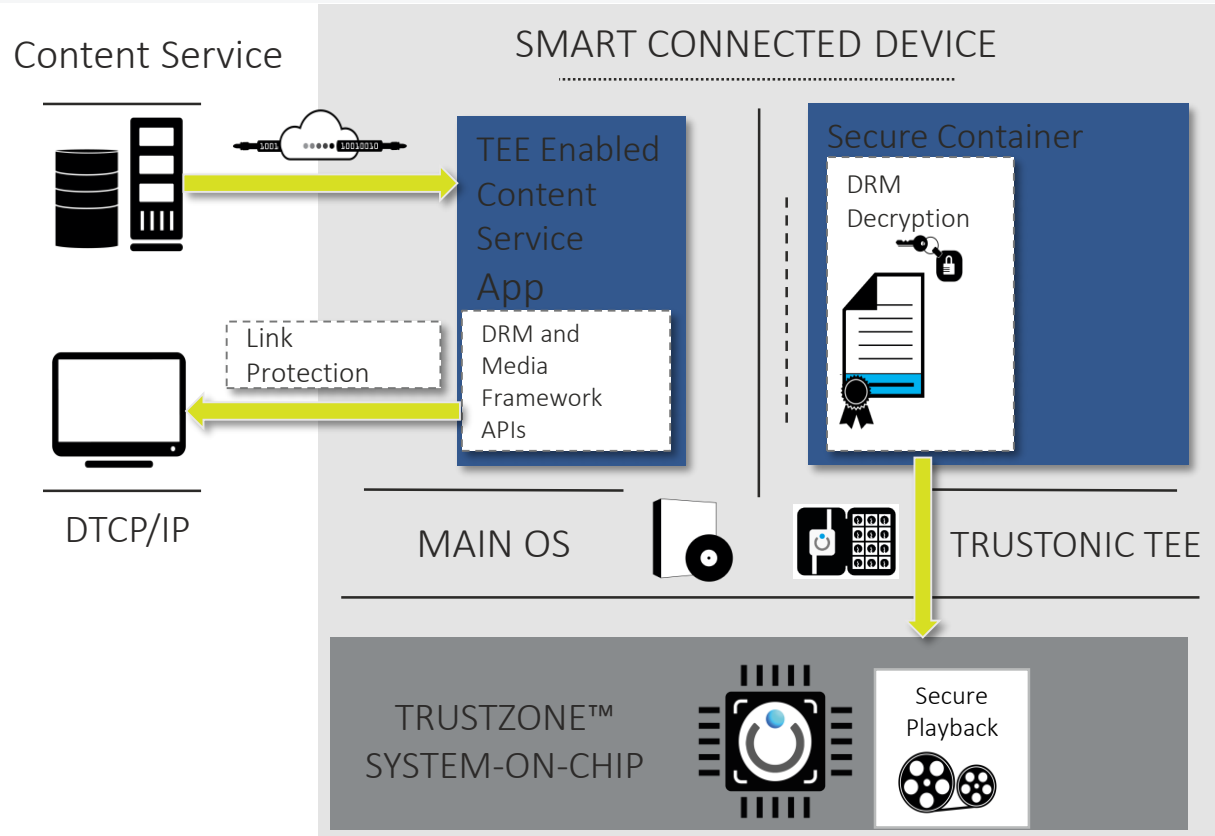 Content Service
SMART CONNECTED DEVICE
1001
10010010
TEE Enabled
Content
Service
App
Secure Container
DRM
Decryption
Link
Protection
DRM and
Media
Framework
APIs
DTCP/IP
MAIN OS
TRUSTONIC TEE
TRUSTZONE™
SYSTEM-ON-CHIP
Secure
Playback